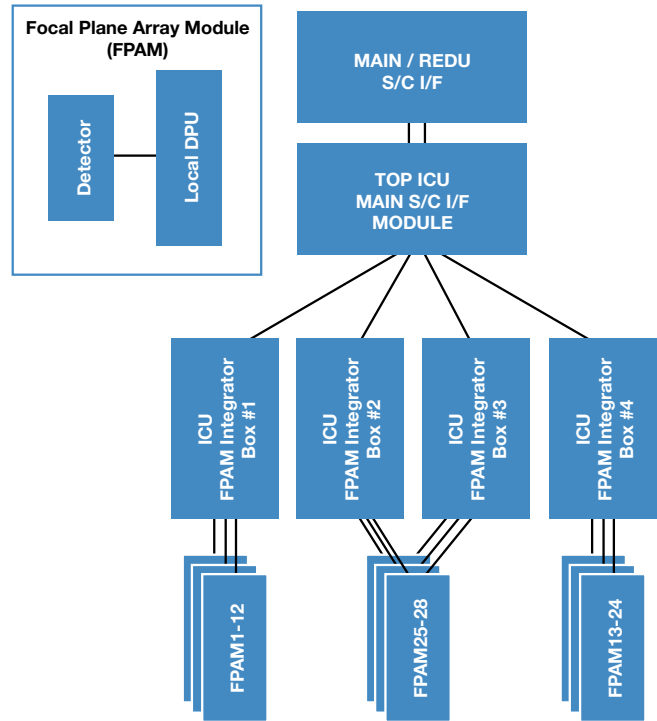 Focal Plane Array Module
(FPAM)
Detector
Local DPU
MAIN / REDU
S/C I/F
TOP ICU
MAIN S/C I/F
MODULE
ICU
FPAM Integrator
Box #1
ICU
FPAM Integrator
Box #2
ICU
FPAM Integrator
Box #3
ICU
FPAM Integrator
Box #4
FPAM1-12
FPAM25-28
FPAM13-24